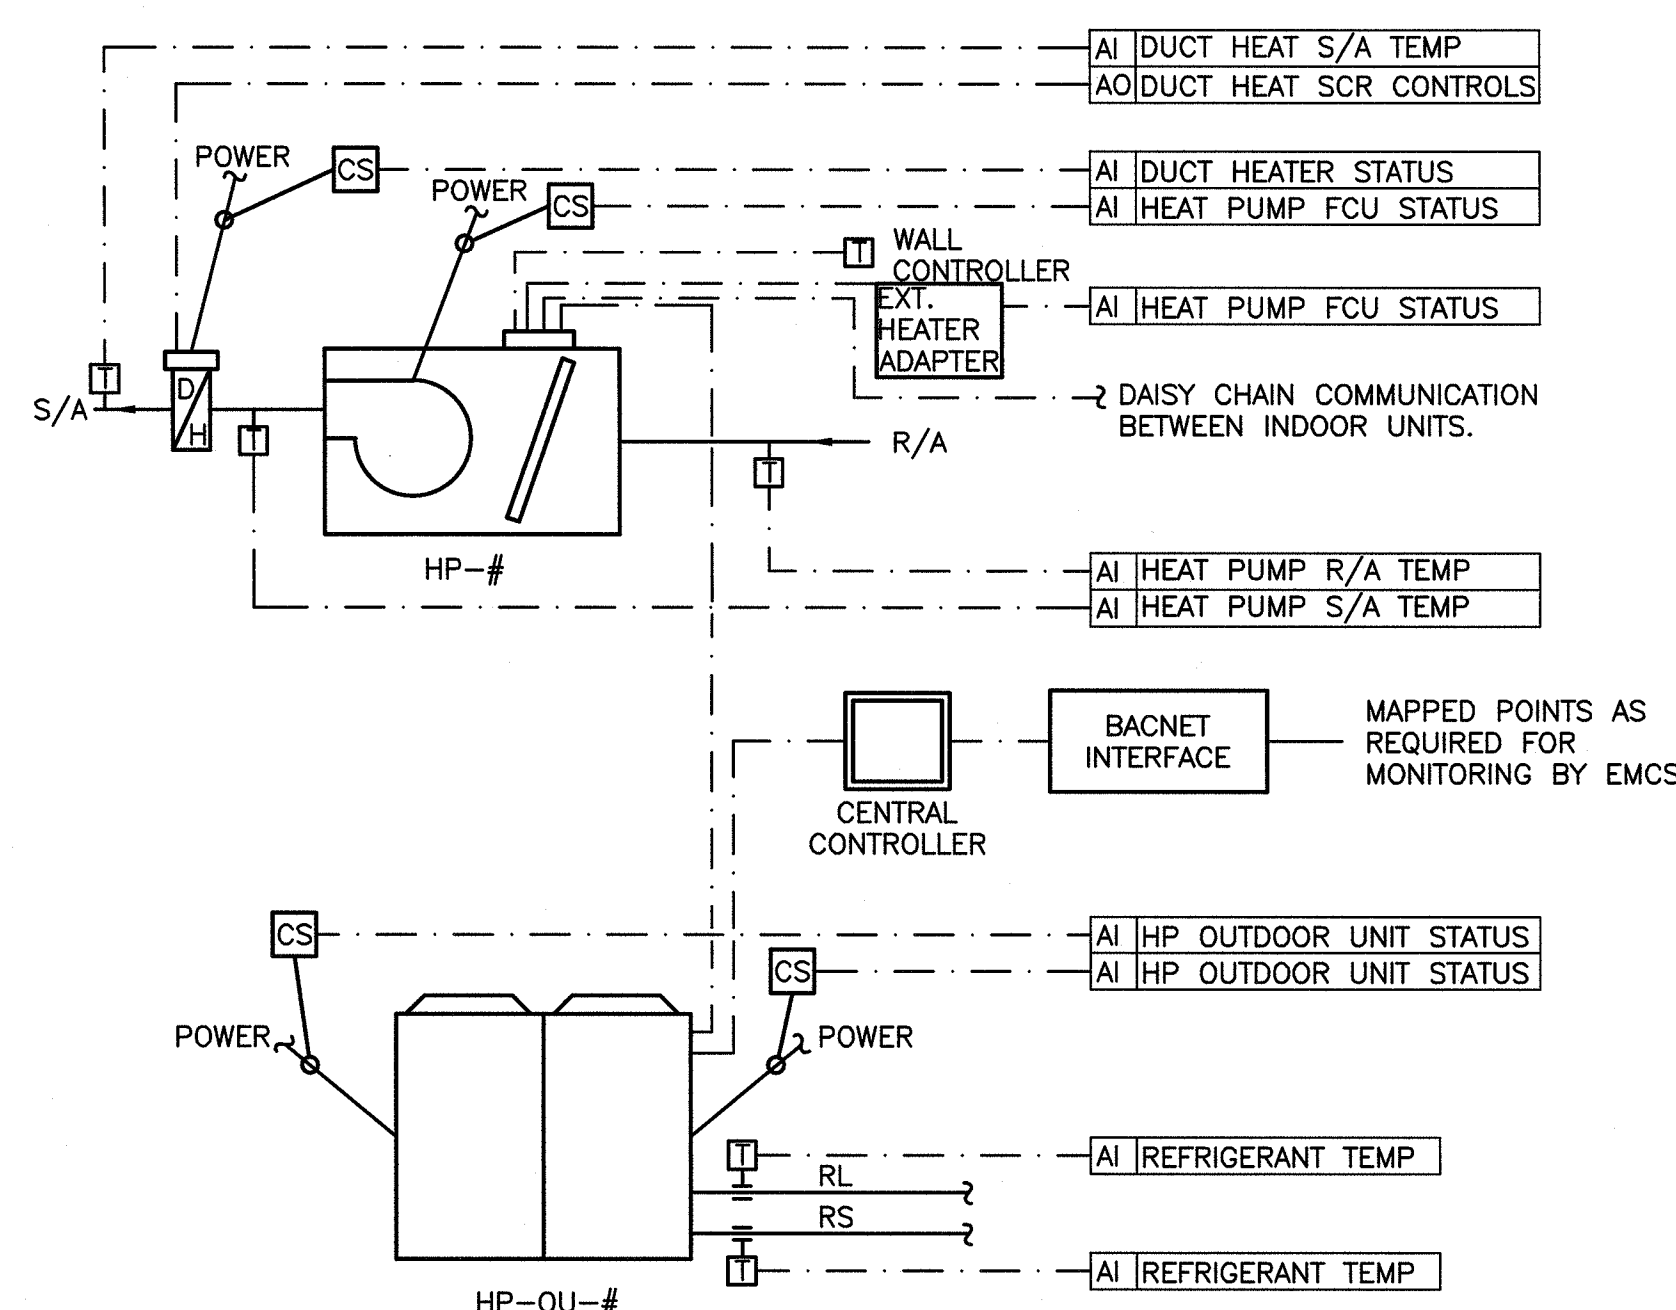 AI DUCT HEAT S/A TEMP
AO DUCT HEAT SCR CONTROLS
POWER
CS
AI DUCT HEATER STATUS
POWER
CS
AI HEAT PUMP FCU STATUS
T
WALL
CONTROLLER
EXT.
HEATER
ADAPTER
AI HEAT PUMP FCU STATUS
T
D
H
S/A
T
DAISY CHAIN COMMUNICATION
BETWEEN INDOOR UNITS.
R/A
T
HP-#
AI HEAT PUMP R/A TEMP
AI HEAT PUMP S/A TEMP
BACNET
INTERFACE
MAPPED POINTS AS
REQUIRED FOR
MONITORING BY EMCS
CENTRAL
CONTROLLER
CS
AI HP OUTDOOR UNIT STATUS
CS
AI HP OUTDOOR UNIT STATUS
POWER
POWER
T
AI REFRIGERANT TEMP
RL
RS
T
AI REFRIGERANT TEMP
HP-OU-#